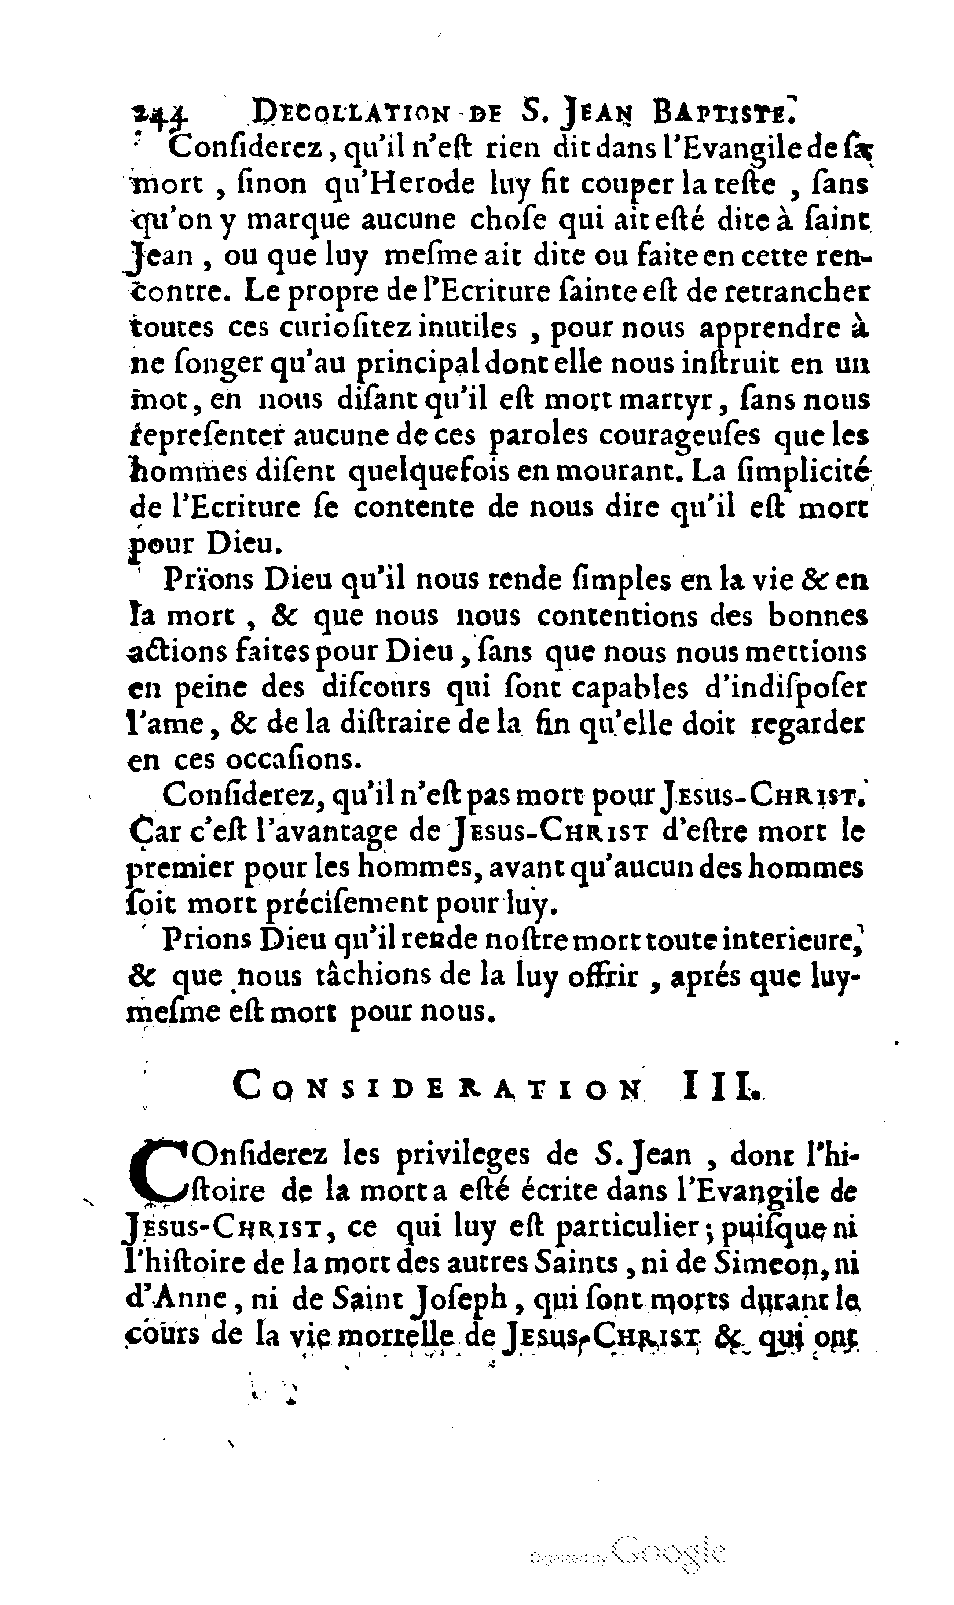 244 DECOLLATION DE S. JEAN BAPTISTE.
Conſiderez, qu'il n'eſt rien dit dans l'Evangile de ſa
mort, ſinon qu'Herode luy fit couper la teſte, ſans
qu'on y marque aucune choſe qui ait eſté dite à ſaint
Jean, ou que luy meſme ait dite ou faite en cette ren-
contre. Le propre de l'Ecriture ſainte eſt de retrancher
toutes ces curioſitez inutiles, pour nous apprendre à
ne ſonger qu'au principal dont elle nous inſtruit en un
mot, en nous diſant qu'il eſt mort martyr, ſans nous
repreſenter aucune de ces paroles courageuſes que les
hommes diſent quelquefois en mourant. La ſimplicité
de l'Ecriture ſe contente de nous dire qu'il eſt mort
pour Dieu.
Prïons Dieu qu'il nous rende ſimples en la vie & en
la mort, & que nous nous contentions des bonnes
actions faites pour Dieu, ſans que nous nous mettions
en peine des diſcours qui ſont capables d'indiſpoſer
l'ame, & de la diſtraire de la fin qu'elle doit regarder
en ces occaſions.
Conſiderez, qu'il n'eſt pas mort pour JESUS-CHRIST.
Car c'eſt l'avantage de JESUS-CHRIST d'eſtre mort le
premier pour les hommes, avant qu'aucun des hommes
ſoit mort préciſement pour luy.
Prions Dieu qu'il rende noſtre mort toute interieure,
& que nous tâchions de la luy offrir, aprés que luy-
meſme eſt mort pour nous.
CONSIDERATION III.
COnſiderez les privileges de S. Jean, dont l'hi-
ſtoire de la mort a eſté écrite dans l'Evangile de
JESUS-CHRIST, ce qui luy eſt particulier; puiſque ni
l'hiſtoire de la mort des autres Saints, ni de Simeon, ni
d'Anne, ni de Saint Joſeph, qui ſont morts durant le
cours de la vie mortelle de JESUS-CHRIST & qui ont
Digitized by Google